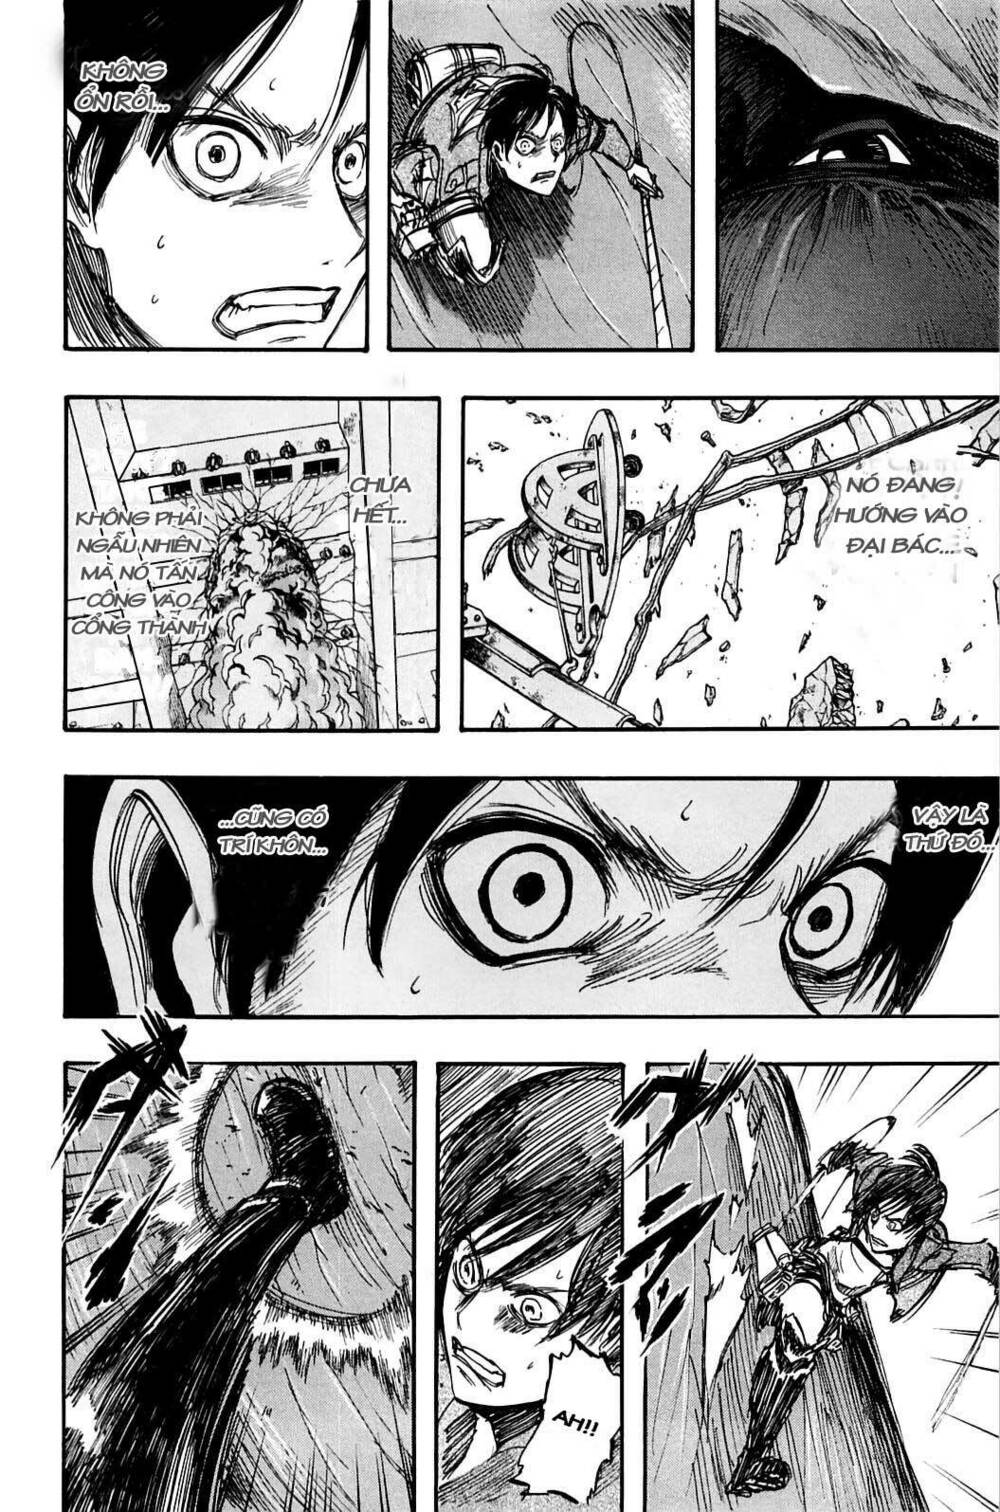 KHÔNG
ỔN RỒI...
NÓ ĐANG
HƯỚNG VÀO
ĐẠI BÁC...
CHƯA
HẾT...
KHÔNG PHẢI
NGẪU NHIÊN
MÀ NÓ TẤN
CÔNG VÀO
CỔNG THÀNH
VẬY LÀ
THỨ ĐÓ...
...CŨNG CÓ
TRÍ KHÔN...
AH!!